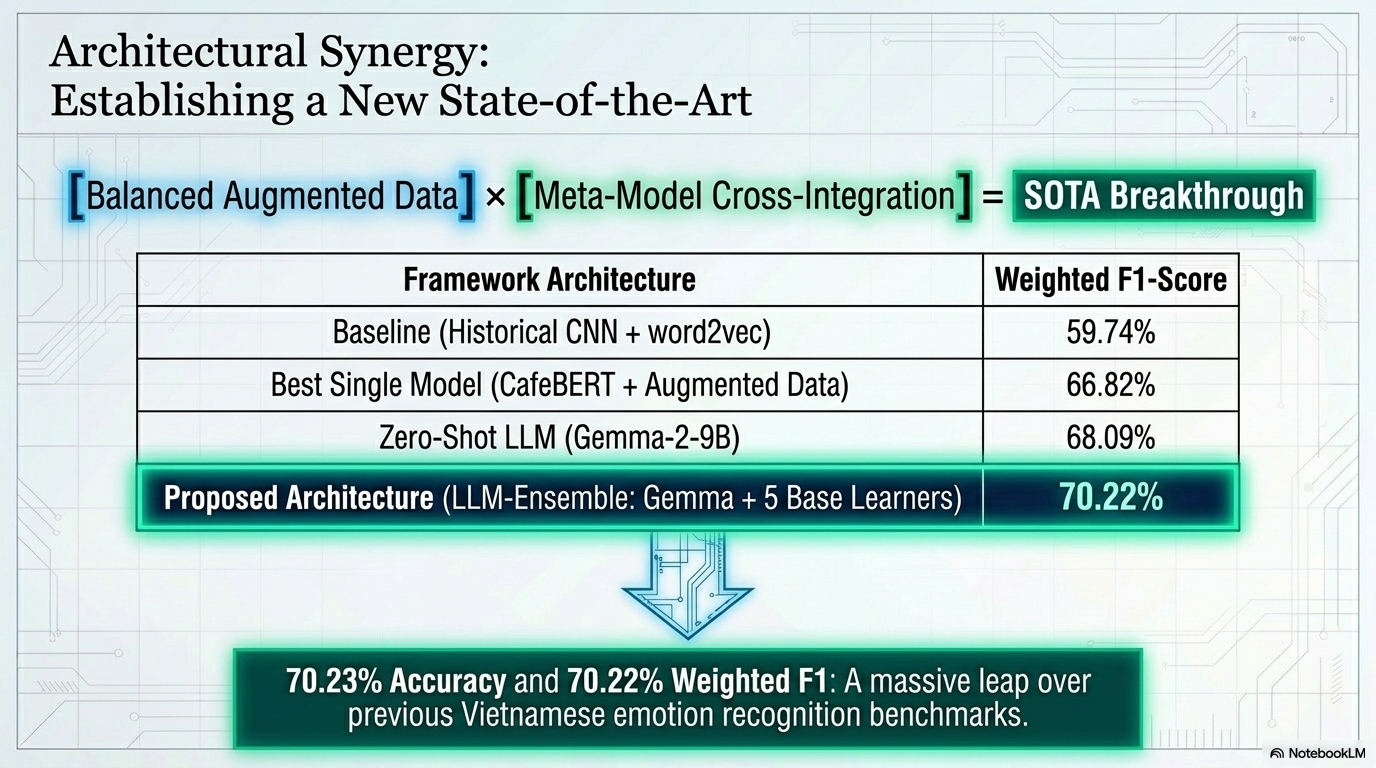 Architectural Synergy:
Establishing a New State-of-the-Art
[Balanced Augmented Data] × [Meta-Model Cross-Integration] = SOTA Breakthrough
Framework Architecture Weighted F1-Score
Baseline (Historical CNN + word2vec) 59.74%
Best Single Model (CafeBERT + Augmented Data) 66.82%
Zero-Shot LLM (Gemma-2-9B) 68.09%
Proposed Architecture (LLM-Ensemble: Gemma + 5 Base Learners) 70.22%
70.23% Accuracy and 70.22% Weighted F1: A massive leap over
previous Vietnamese emotion recognition benchmarks.
NotebookLM